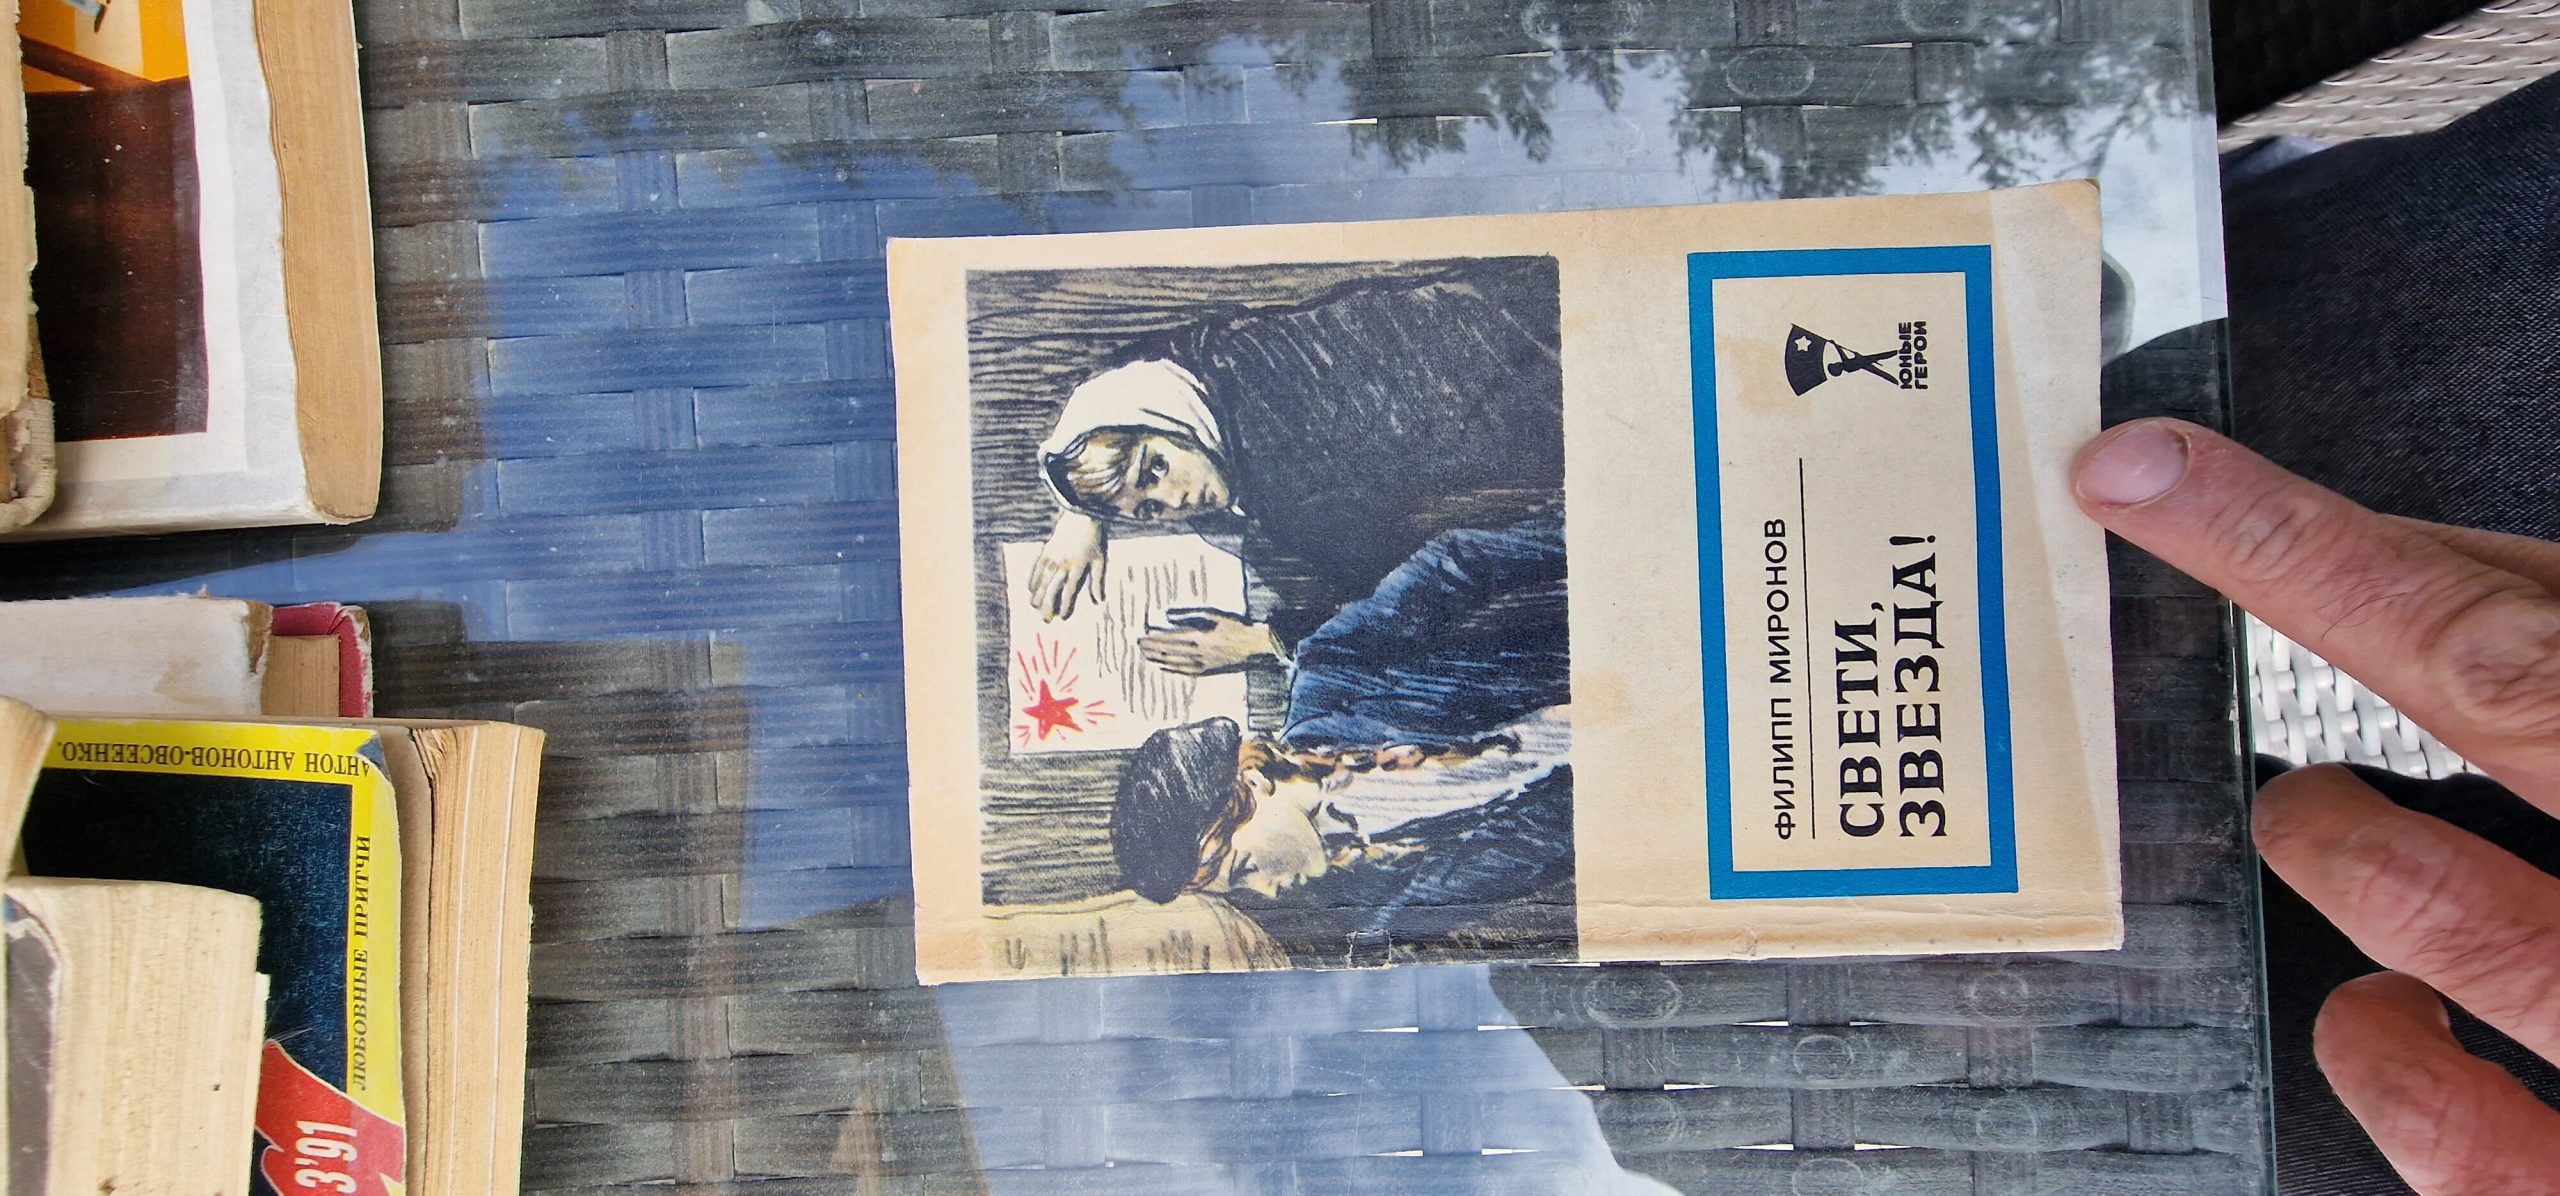 ФИЛИПП МИРОНОВ
СВЕТИ,
ЗВЕЗДА!
ЮНЫЕ
ГЕРОИ
АНТОН АНТОНОВ-ОВСЕЕНКО.
ЛЮБОВНЫЕ ПРИТЧИ
3'91